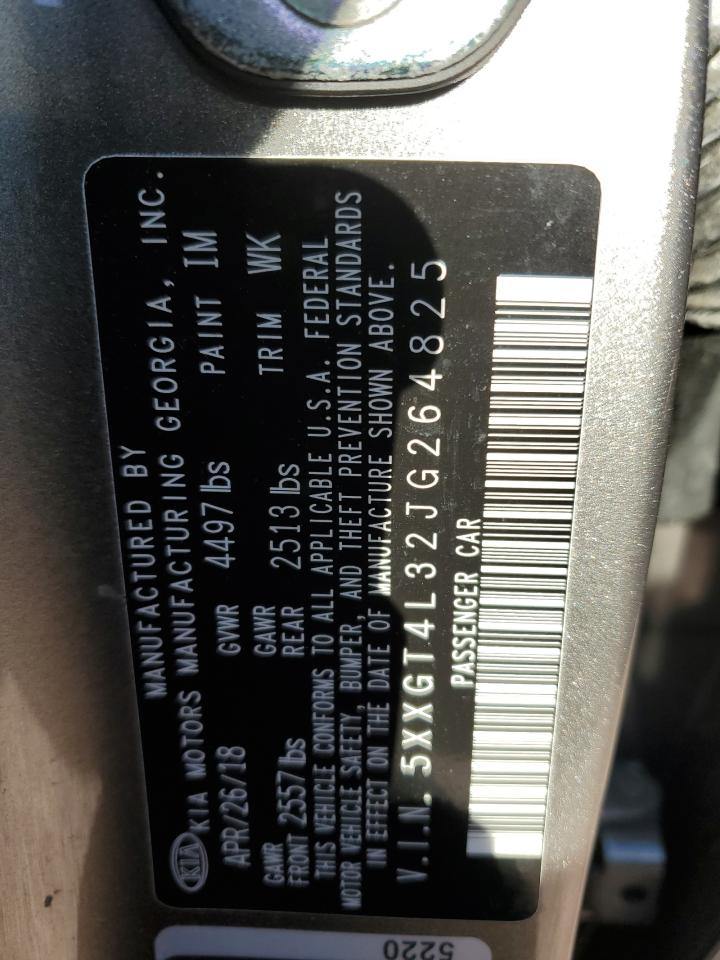 MANUFACTURED BY
KIA KIA MOTORS MANUFACTURING GEORGIA, INC.
APR/26/18 GVWR 4497 lbs PAINT IM
GAWR FRONT 2557 lbs GAWR REAR 2513 lbs TRIM WK
THIS VEHICLE CONFORMS TO ALL APPLICABLE U.S.A. FEDERAL
MOTOR VEHICLE SAFETY, BUMPER, AND THEFT PREVENTION STANDARDS
IN EFFECT ON THE DATE OF MANUFACTURE SHOWN ABOVE.
V.I.N.:5XXGT4L32JG264825
PASSENGER CAR
5220